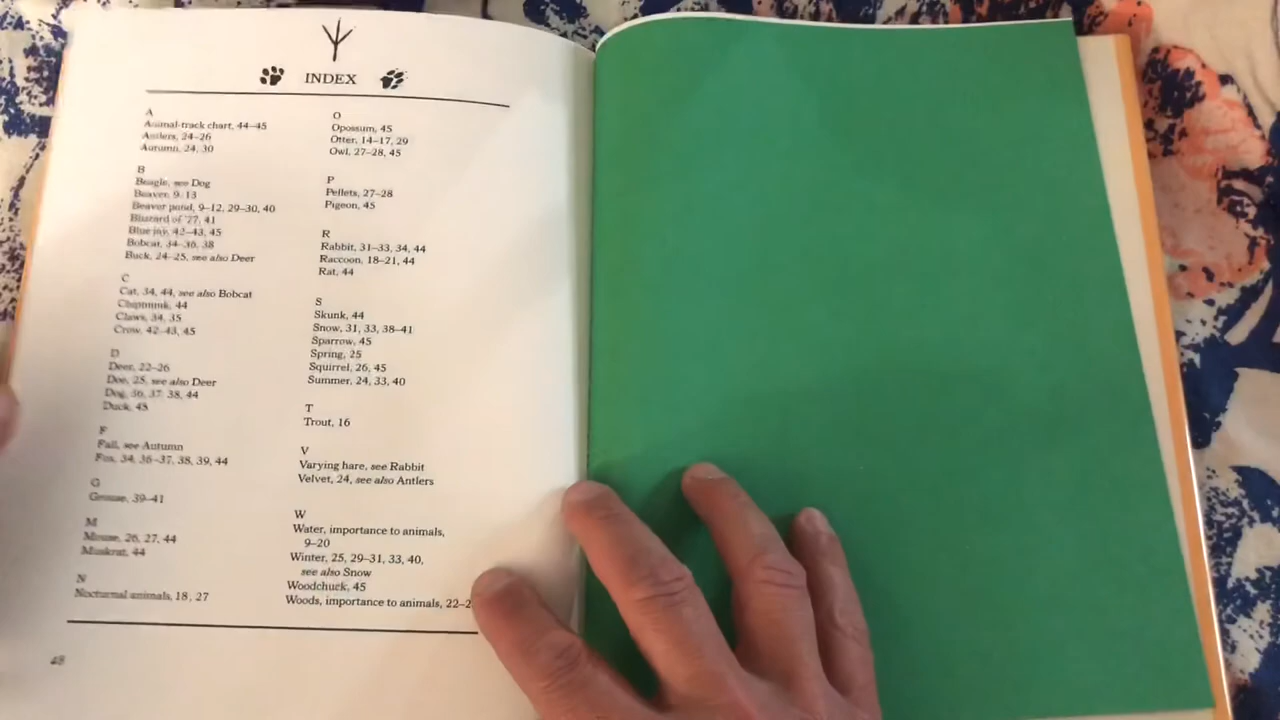 INDEX
A
Animal-track chart, 44–45
Antlers, 24–26
Autumn, 24, 30
B
Beagle, see Dog
Beaver, 9–13
Beaver pond, 9–12, 29–30, 40
Blizzard of '27, 41
Blue jay, 42–43, 45
Bobcat, 34–36, 38
Buck, 24–25, see also Deer
C
Cat, 34, 44, see also Bobcat
Chipmunk, 44
Claws, 34, 35
Crow, 42–43, 45
D
Deer, 22–26
Doe, 25, see also Deer
Dog, 36, 37, 38, 44
Duck, 45
F
Fall, see Autumn
Fox, 34, 36–37, 38, 39, 44
G
Grouse, 39–41
M
Mouse, 26, 27, 44
Muskrat, 44
N
Nocturnal animals, 18, 27
O
Opossum, 45
Otter, 14–17, 29
Owl, 27–28, 45
P
Pellets, 27–28
Pigeon, 45
R
Rabbit, 31–33, 34, 44
Raccoon, 18–21, 44
Rat, 44
S
Skunk, 44
Snow, 31, 33, 38–41
Sparrow, 45
Spring, 25
Squirrel, 26, 45
Summer, 24, 33, 40
T
Trout, 16
V
Varying hare, see Rabbit
Velvet, 24, see also Antlers
W
Water, importance to animals,
9–20
Winter, 25, 29–31, 33, 40,
see also Snow
Woodchuck, 45
Woods, importance to animals,
48